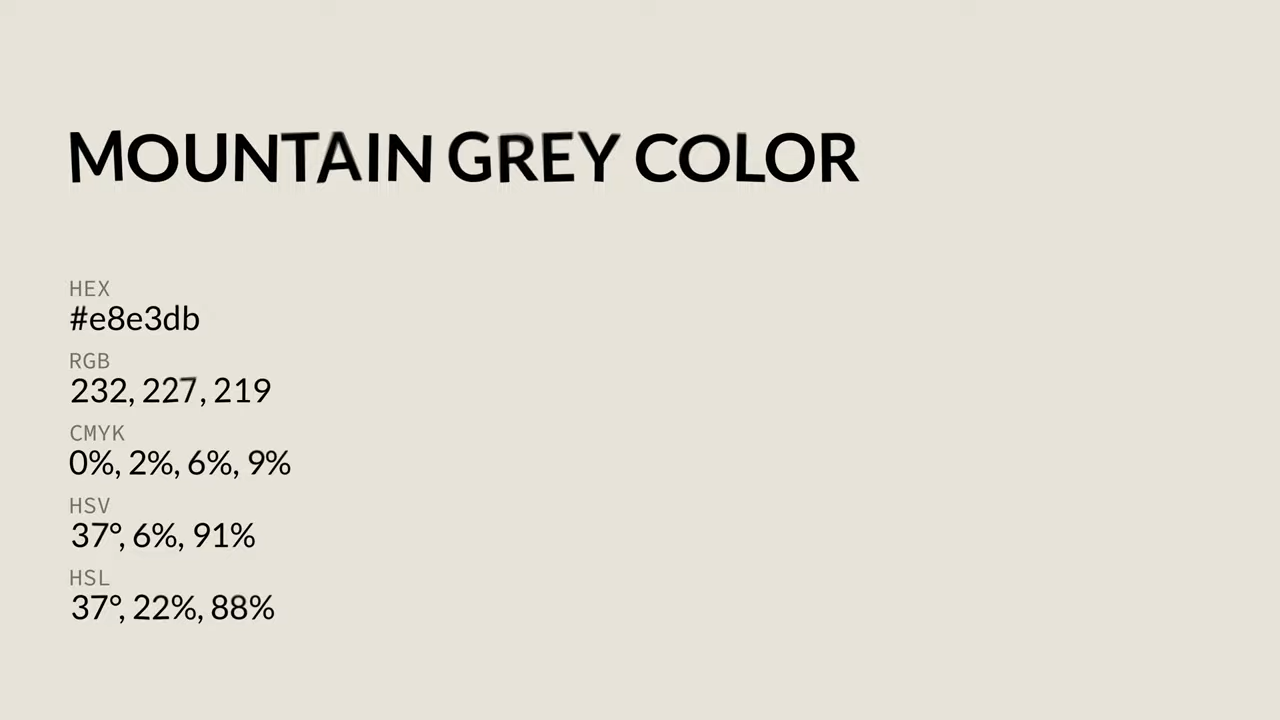 MOUNTAIN GREY COLOR
HEX
#e8e3db
RGB
232, 227, 219
CMYK
0%, 2%, 6%, 9%
HSV
37°, 6%, 91%
HSL
37°, 22%, 88%